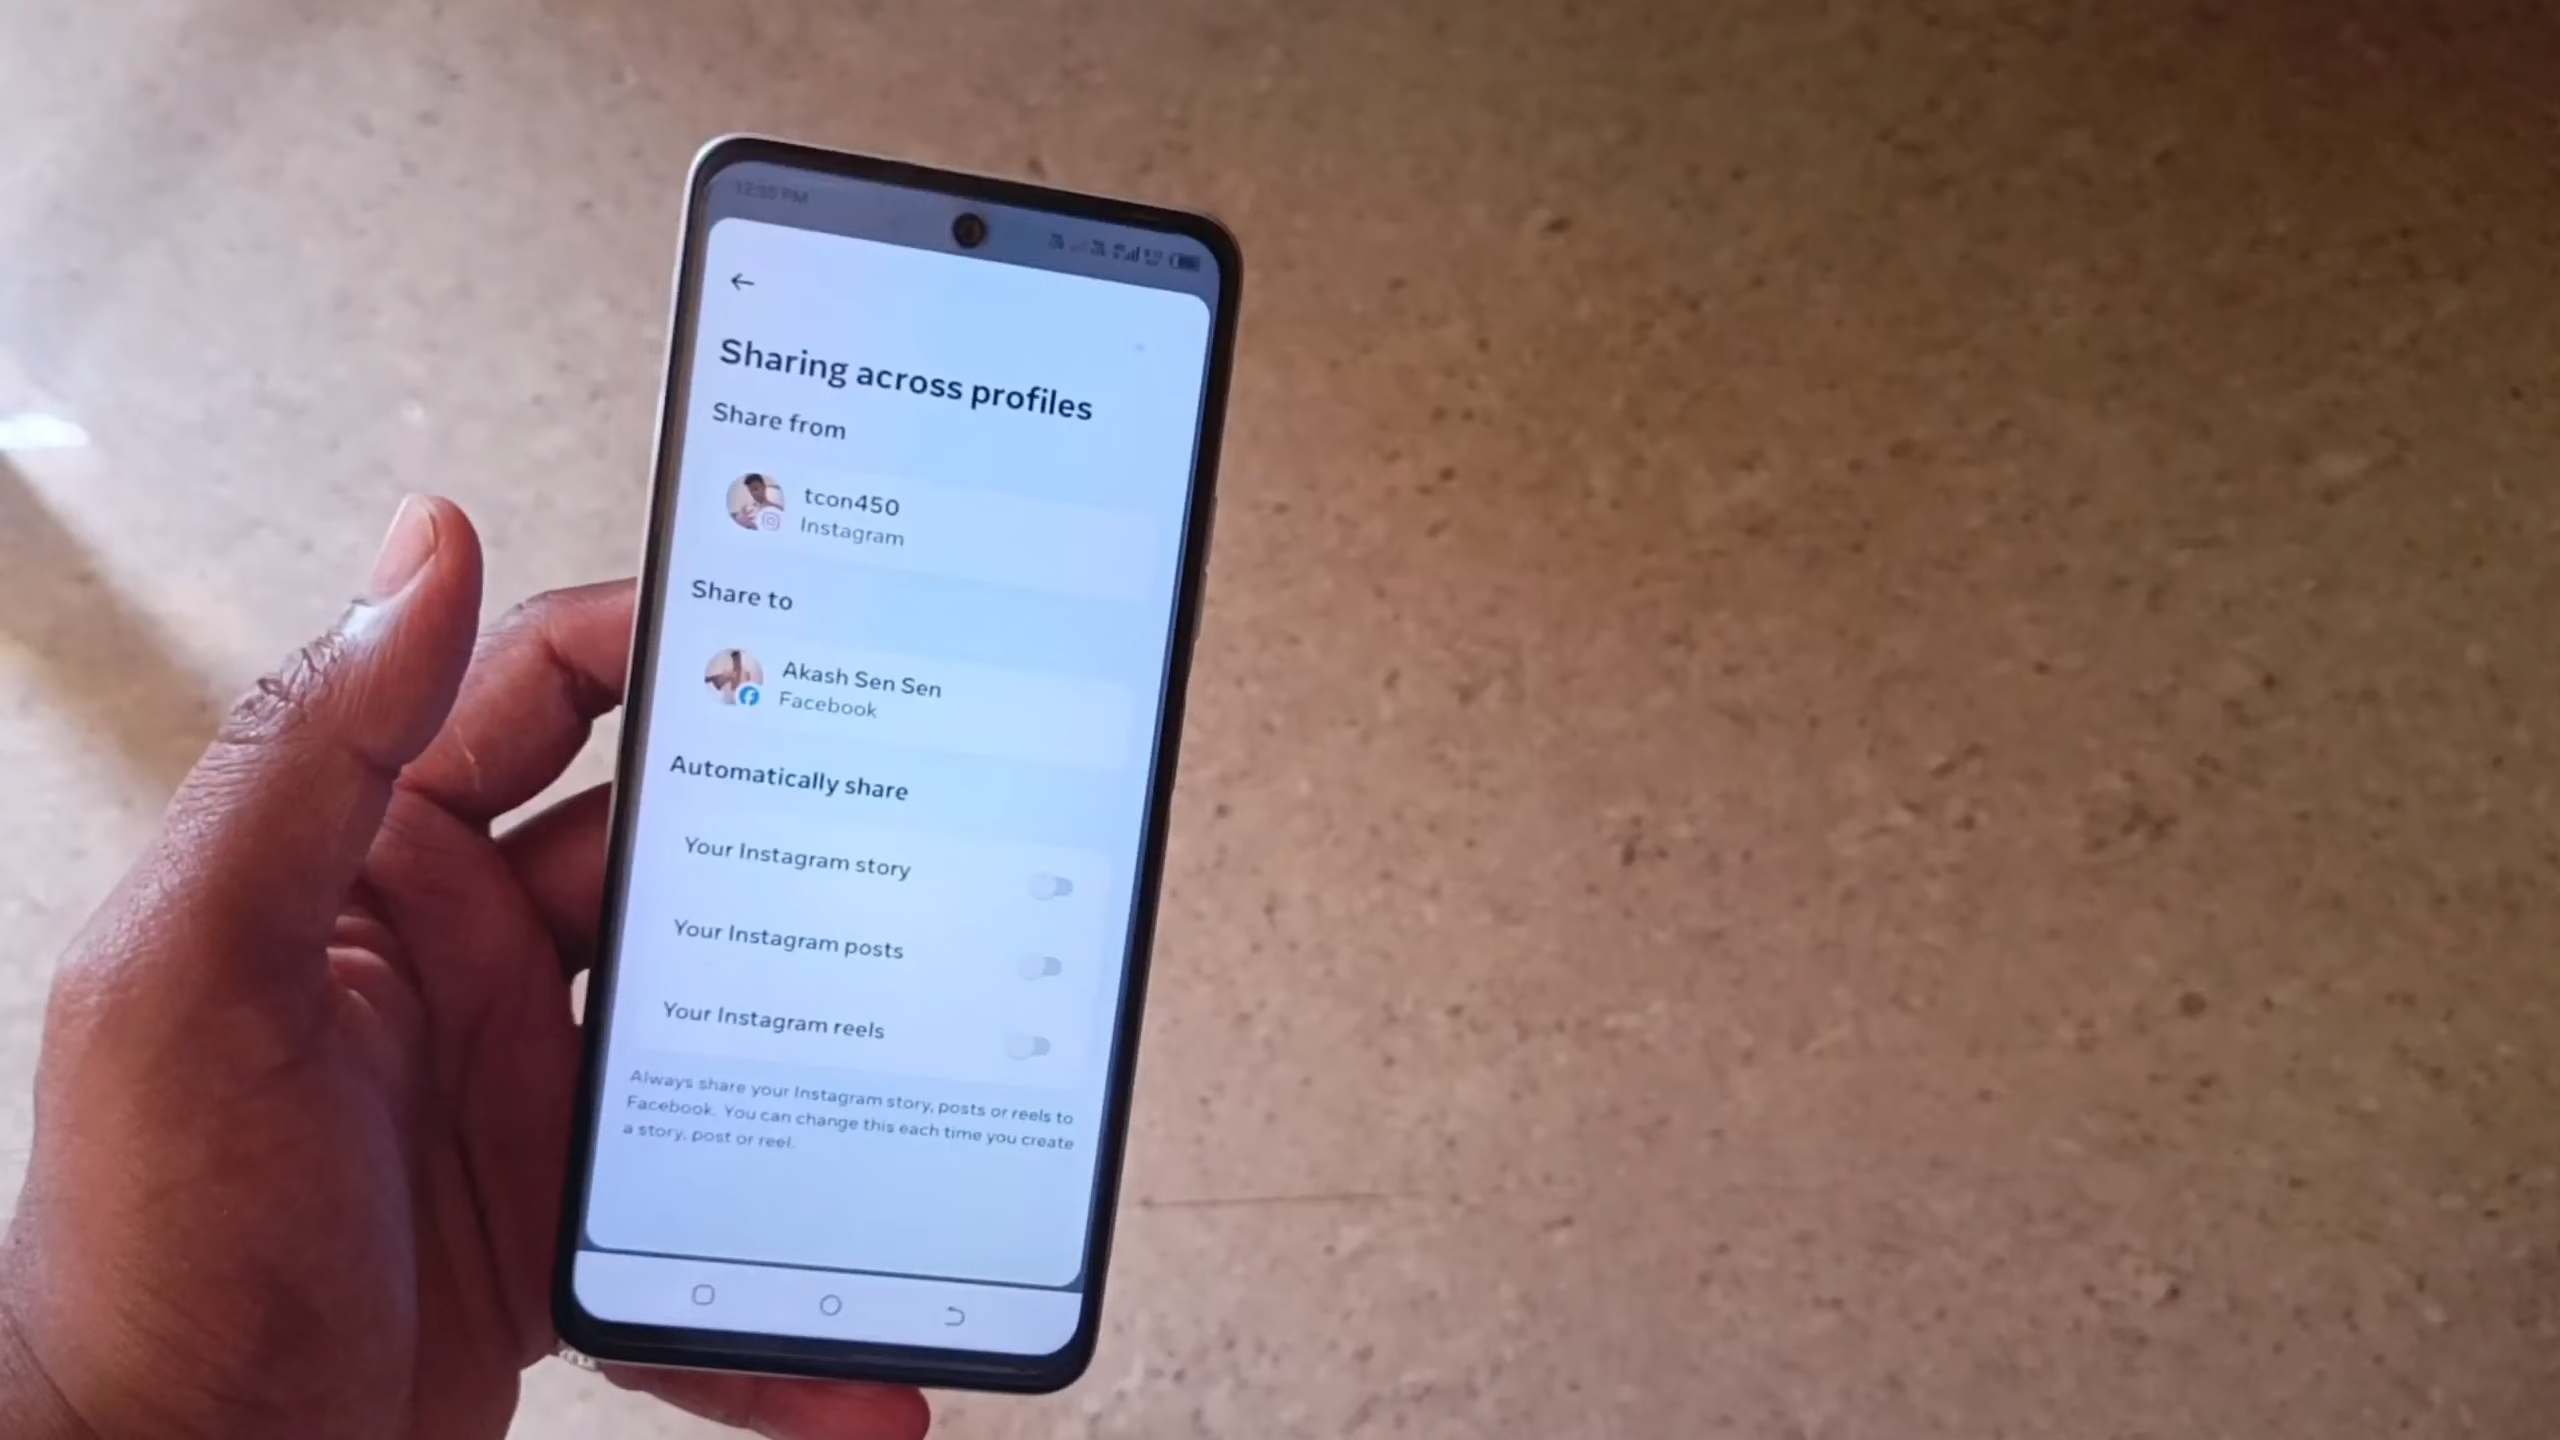 12:35 PM
Sharing across profiles
Share from
tcon450
Instagram
Share to
Akash Sen Sen
Facebook
Automatically share
Your Instagram story
Your Instagram posts
Your Instagram reels
Always share your Instagram story, posts or reels to
Facebook. You can change this each time you create
a story, post or reel.